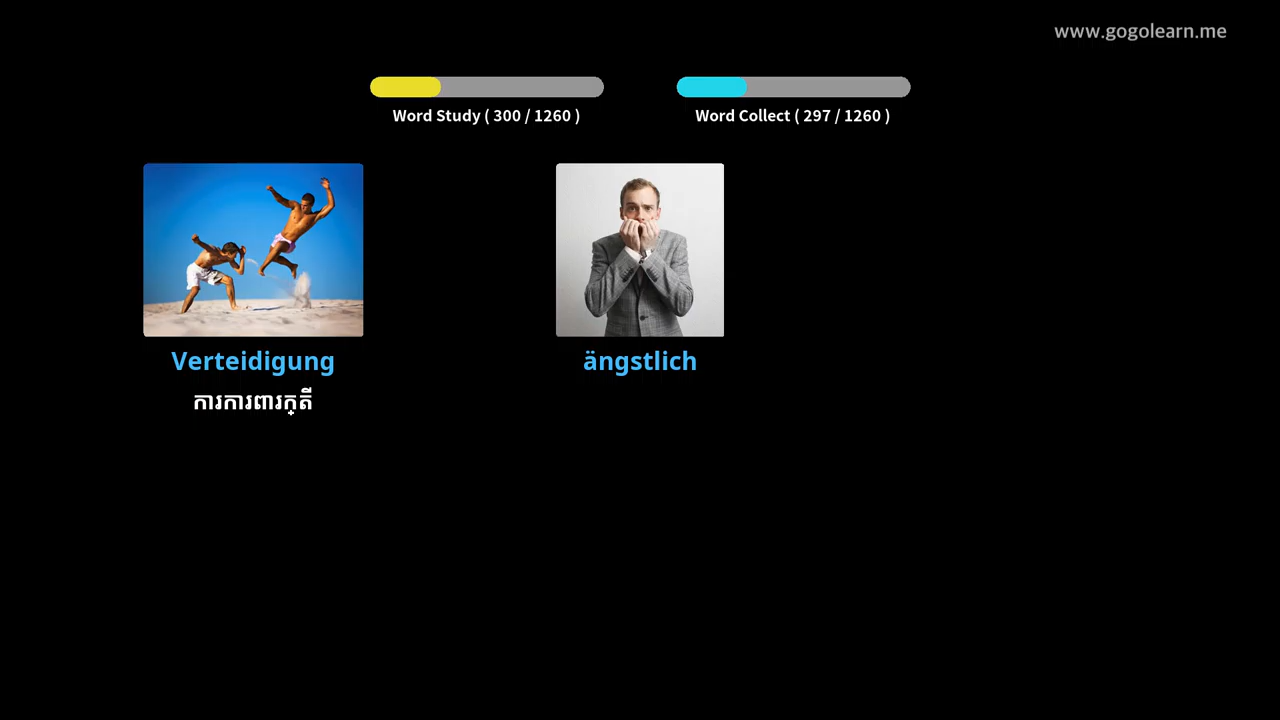 www.gogolearn.me
Word Study ( 300 / 1260 )
Word Collect ( 297 / 1260 )
Verteidigung
ängstlich
ការការពារក្តី